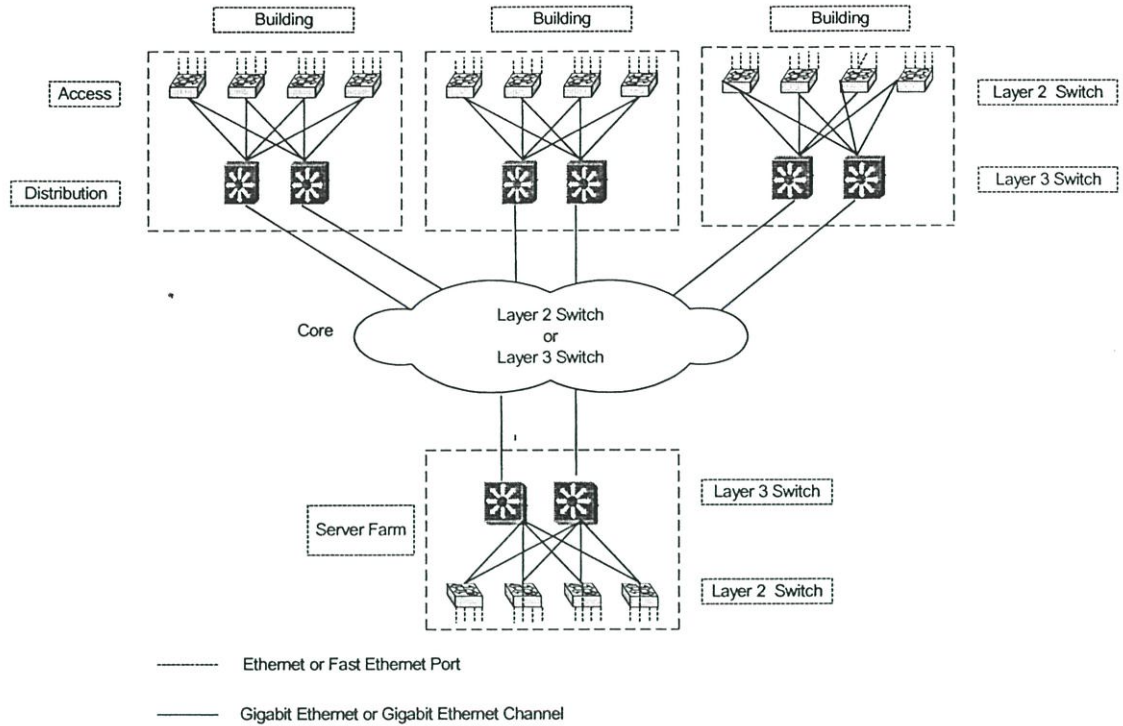 Building
Building
Building
Access
Layer 2 Switch
Distribution
Layer 3 Switch
Core
Layer 2 Switch
or
Layer 3 Switch
Layer 3 Switch
Server Farm
Layer 2 Switch
Ethernet or Fast Ethernet Port
Gigabit Ethernet or Gigabit Ethernet Channel